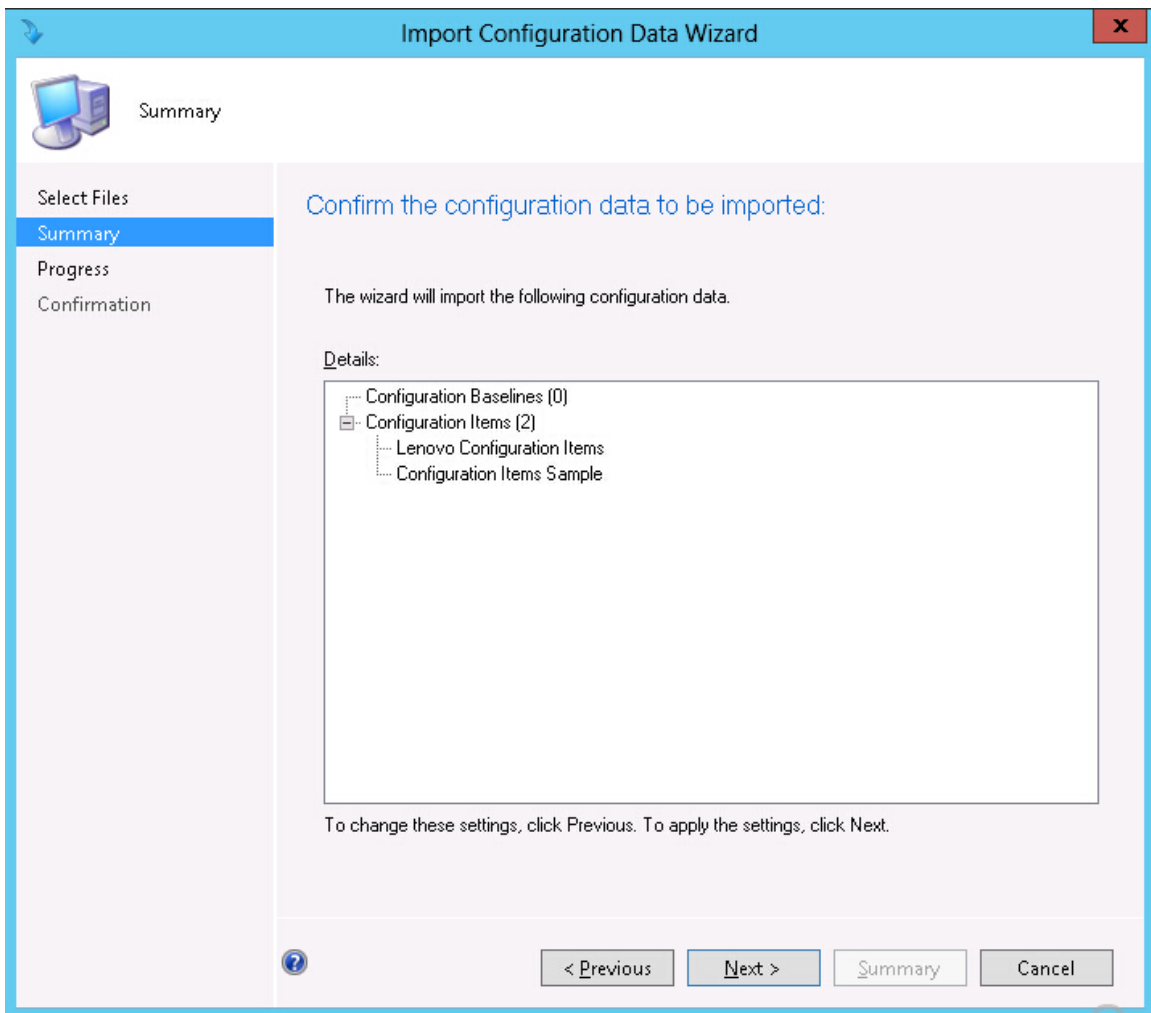 Import Configuration Data Wizard
x
Summary
Select Files
Summary
Progress
Confirmation
Confirm the configuration data to be imported:
The wizard will import the following configuration data.
Details:
Configuration Baselines (0)
Configuration Items (2)
Lenovo Configuration Items
Configuration Items Sample
To change these settings, click Previous. To apply the settings, click Next.
?
< Previous
Next >
Summary
Cancel